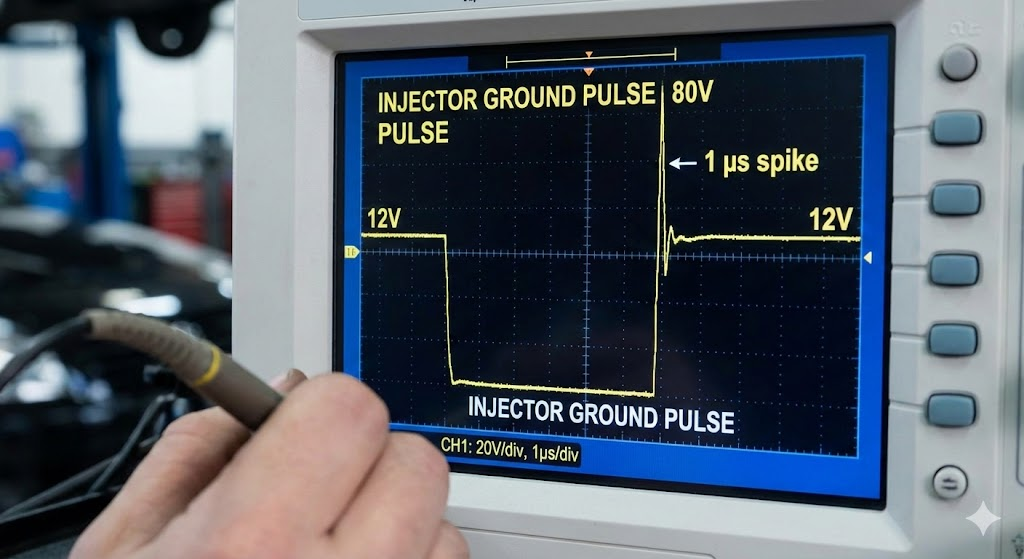 INJECTOR GROUND PULSE 80V
PULSE
1 µs spike
12V
12V
INJECTOR GROUND PULSE
CH1: 20V/div, 1µs/div